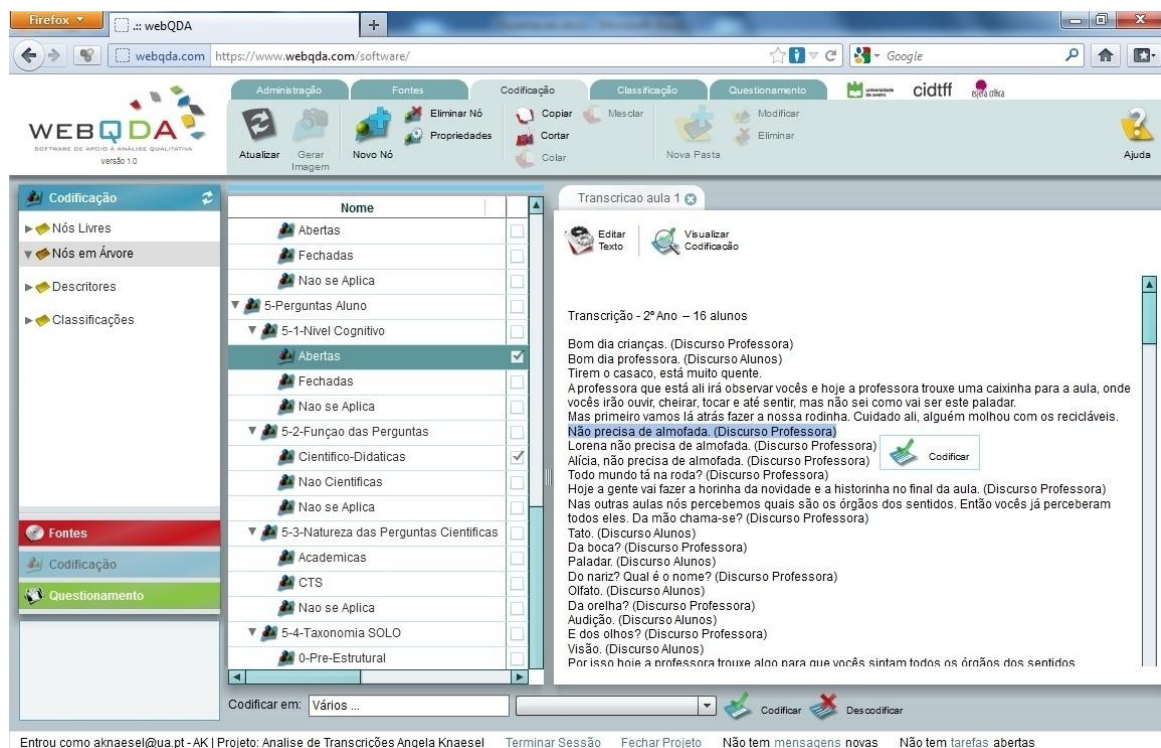 Firefox
.:: webQDA
webqda.com https://www.webqda.com/software/
Google
WEBQDA
SOFTWARE DE APOIO À ANÁLISE QUALITATIVA
versão 1.0
Administração Fontes Codificação Classificação Questionamento
universidade de aveiro
cidtff
esfera crítica
Atualizar
Gerar Imagem
Novo Nó
Eliminar Nó
Propriedades
Copiar
Cortar
Colar
Mesclar
Nova Pasta
Modificar
Eliminar
Ajuda
Codificação
Nós Livres
Nós em Árvore
Descritores
Classificações
Fontes
Codificação
Questionamento
Nome
Abertas
Fechadas
Nao se Aplica
5-Perguntas Aluno
5-1-Nivel Cognitivo
Abertas
Fechadas
Nao se Aplica
5-2-Funçao das Perguntas
Cientifico-Didaticas
Nao Cientificas
Nao se Aplica
5-3-Natureza das Perguntas Cientificas
Academicas
CTS
Nao se Aplica
5-4-Taxonomia SOLO
0-Pre-Estrutural
Transcricao aula 1
Editar Texto
Visualizar Codificação
Transcrição - 2º Ano – 16 alunos
Bom dia crianças. (Discurso Professora)
Bom dia professora. (Discurso Alunos)
Tirem o casaco, está muito quente.
A professora que está ali irá observar vocês e hoje a professora trouxe uma caixinha para a aula, onde
vocês irão ouvir, cheirar, tocar e até sentir, mas não sei como vai ser este paladar.
Mas primeiro vamos lá atrás fazer a nossa rodinha. Cuidado ali, alguém molhou com os recicláveis.
Não precisa de almofada. (Discurso Professora)
Lorena não precisa de almofada. (Discurso Professora)
Alícia, não precisa de almofada. (Discurso Professora)
Codificar
Todo mundo tá na roda? (Discurso Professora)
Hoje a gente vai fazer a horinha da novidade e a historinha no final da aula. (Discurso Professora)
Nas outras aulas nós percebemos quais são os órgãos dos sentidos. Então vocês já perceberam
todos eles. Da mão chama-se? (Discurso Professora)
Tato. (Discurso Alunos)
Da boca? (Discurso Professora)
Paladar. (Discurso Alunos)
Do nariz? Qual é o nome? (Discurso Professora)
Olfato. (Discurso Alunos)
Da orelha? (Discurso Professora)
Audição. (Discurso Alunos)
E dos olhos? (Discurso Professora)
Visão. (Discurso Alunos)
Por isso hoje a professora trouxe algo para que vocês sintam todos os órgãos dos sentidos
Codificar em: Vários ...
Codificar
Descodificar
Entrou como aknaesel@ua.pt - AK | Projeto: Analise de Transcrições Angela Knaesel Terminar Sessão Fechar Projeto Não tem mensagens novas Não tem tarefas abertas